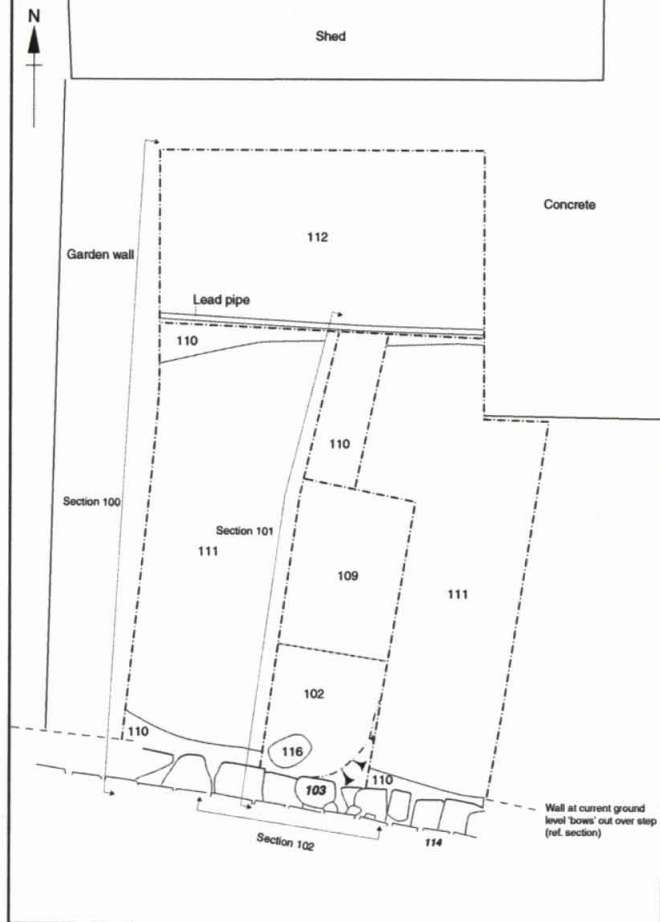 N
Shed
Concrete
112
Garden wall
Lead pipe
110
110
Section 100
Section 101
111
109
111
102
110
116
103
110
Wall at current ground
level 'bows' out over step
(ref. section)
Section 102
114